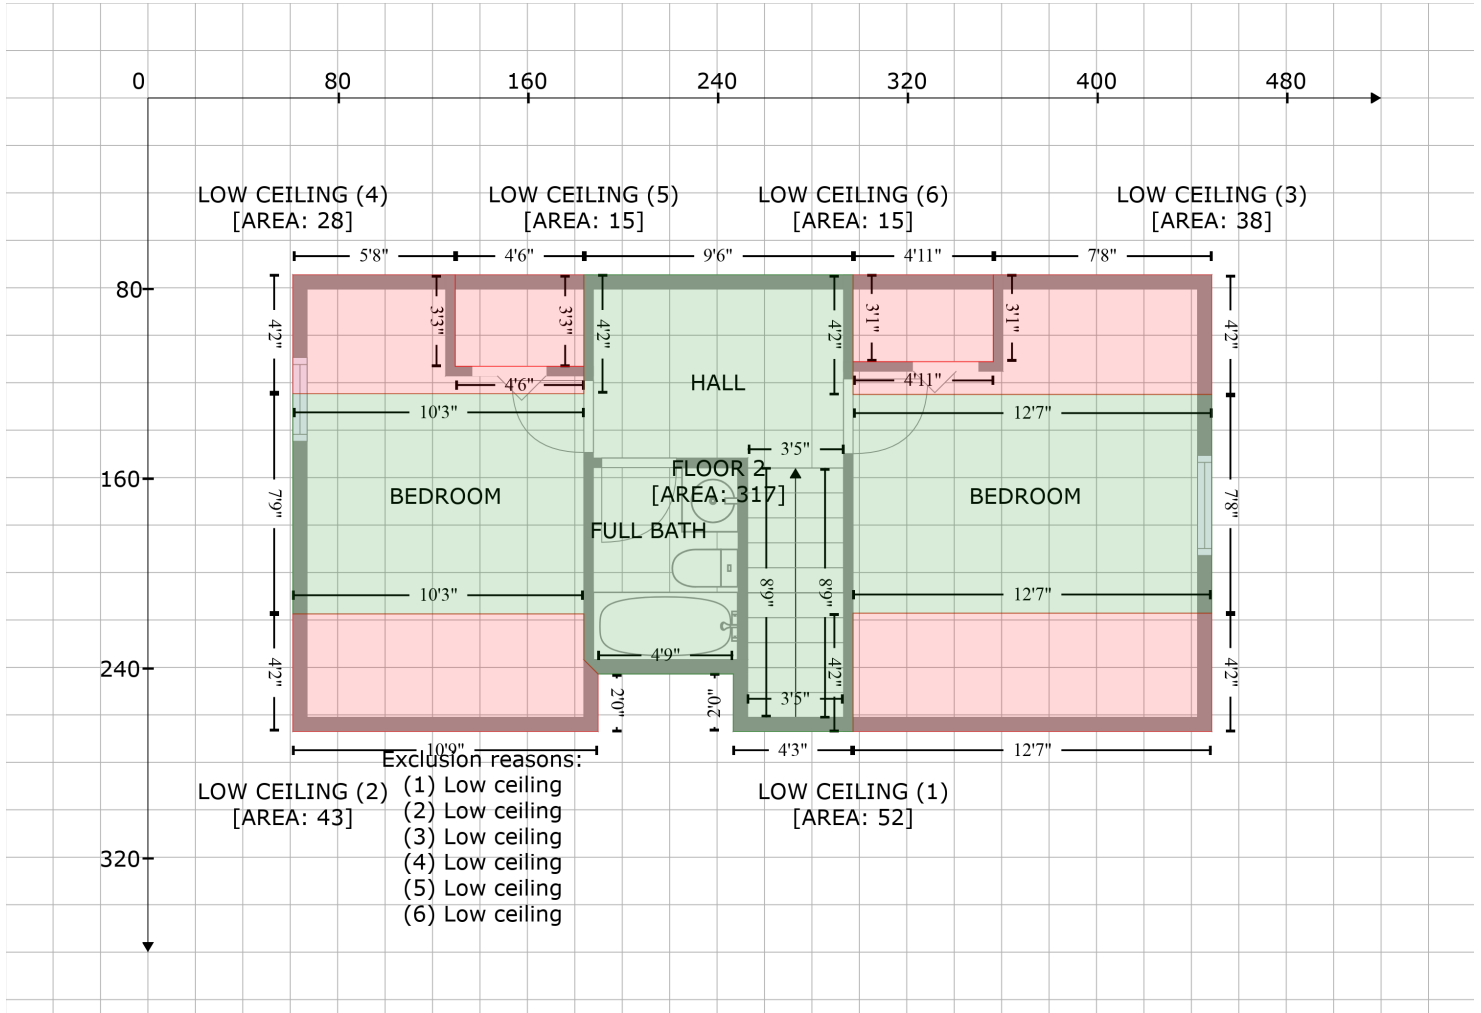 0 80 160 240 320 400 480
LOW CEILING (4)
[AREA: 28]
LOW CEILING (5)
[AREA: 15]
LOW CEILING (6)
[AREA: 15]
LOW CEILING (3)
[AREA: 38]
5'8" 4'6" 9'6" 4'11" 7'8"
80
4'2" 3'3" 3'3" 4'2" 4'2" 3'1" 3'1" 4'2"
HALL
4'6" 4'11"
10'3" 12'7"
3'5"
160
FLOOR 2
[AREA: 317]
BEDROOM
BEDROOM
7'9" 7'8"
FULL BATH
8'9" 8'9"
10'3" 12'7"
240
4'9"
4'2" 4'2" 4'2"
2'0" 2'0" 3'5"
10'9" 4'3" 12'7"
Exclusion reasons:
(1) Low ceiling
(2) Low ceiling
(3) Low ceiling
(4) Low ceiling
(5) Low ceiling
(6) Low ceiling
LOW CEILING (2)
[AREA: 43]
LOW CEILING (1)
[AREA: 52]
320